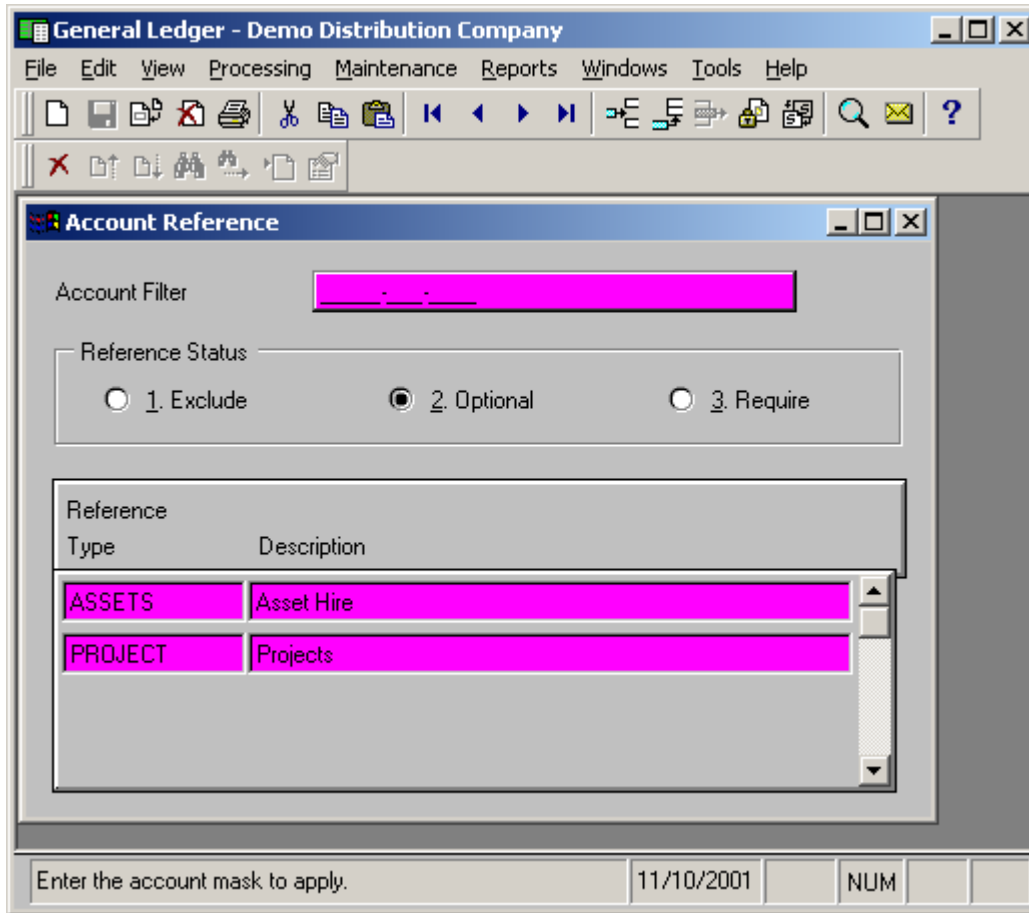 General Ledger - Demo Distribution Company
File Edit View Processing Maintenance Reports Windows Tools Help
Account Reference
Account Filter _____-___-____
Reference Status
1. Exclude 2. Optional 3. Require
Reference
Type Description
ASSETS Asset Hire
PROJECT Projects
Enter the account mask to apply. 11/10/2001 NUM